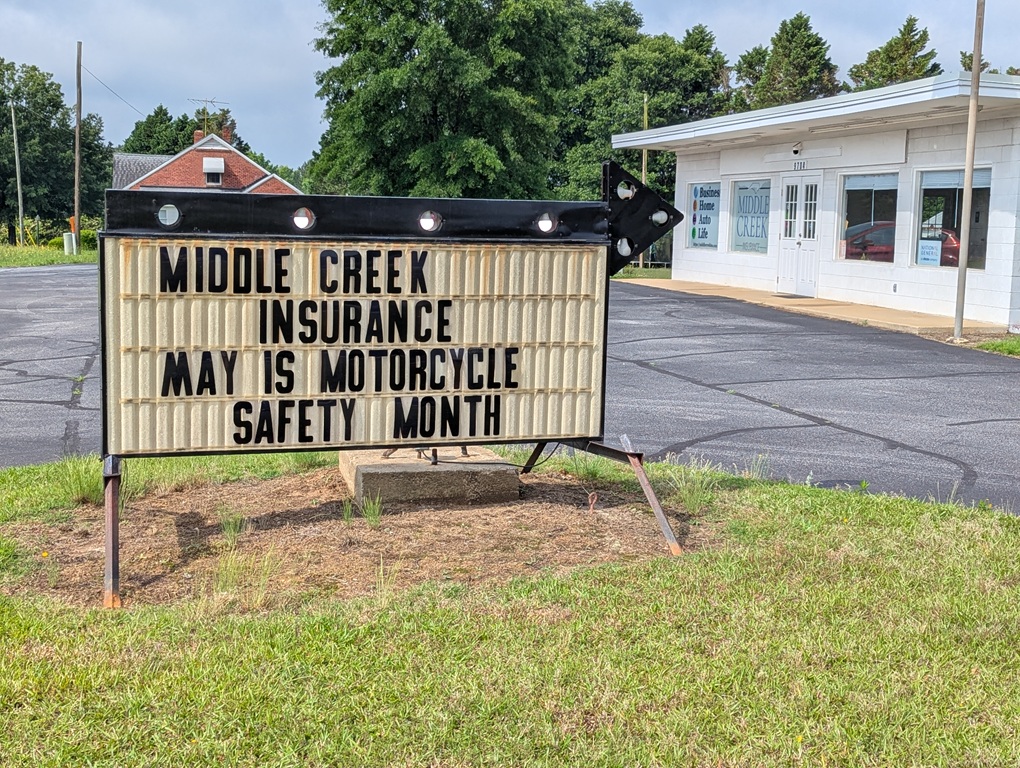 MIDDLE CREEK
INSURANCE
MAY IS MOTORCYCLE
SAFETY MONTH
Business
Home
Auto
Life
MIDDLE
CREEK